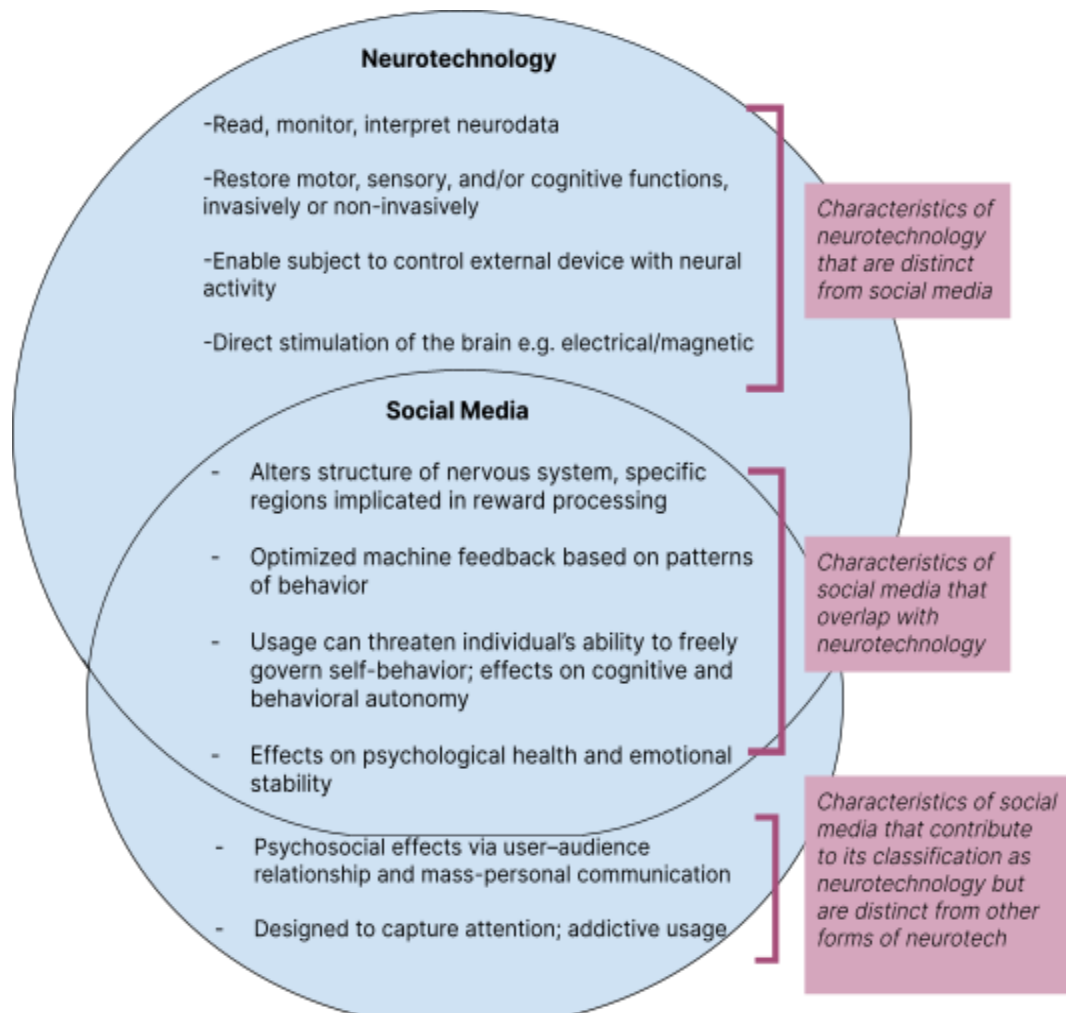 Neurotechnology
-Read, monitor, interpret neurodata
-Restore motor, sensory, and/or cognitive functions,
invasively or non-invasively
-Enable subject to control external device with neural
activity
-Direct stimulation of the brain e.g. electrical/magnetic
Characteristics of
neurotechnology
that are distinct
from social media
Social Media
- Alters structure of nervous system, specific
regions implicated in reward processing
- Optimized machine feedback based on patterns
of behavior
- Usage can threaten individual’s ability to freely
govern self-behavior; effects on cognitive and
behavioral autonomy
- Effects on psychological health and emotional
stability
Characteristics of
social media that
overlap with
neurotechnology
- Psychosocial effects via user–audience
relationship and mass-personal communication
- Designed to capture attention; addictive usage
Characteristics of social
media that contribute
to its classification as
neurotechnology but
are distinct from other
forms of neurotech